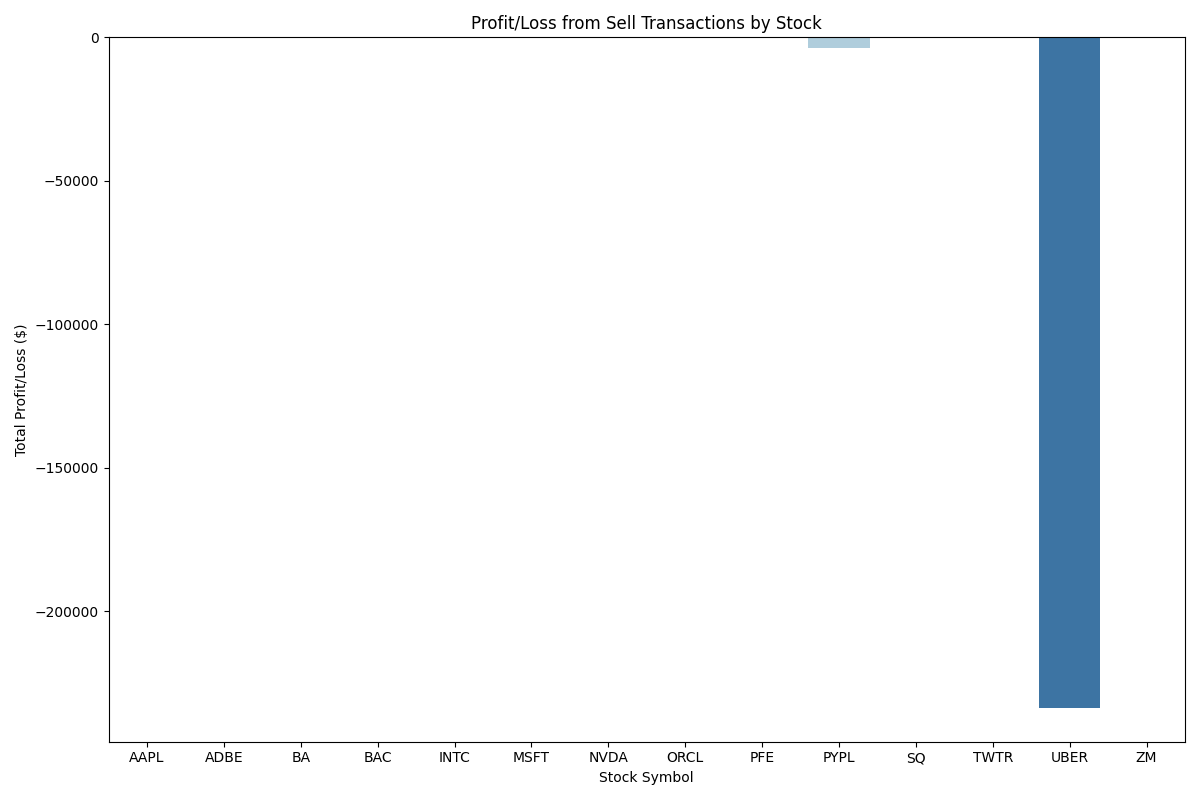 Profit/Loss from Sell Transactions by Stock
0
−50000
−100000
−150000
−200000
Total Profit/Loss ($)
AAPL ADBE BA BAC INTC MSFT NVDA ORCL PFE PYPL SQ TWTR UBER ZM
Stock Symbol